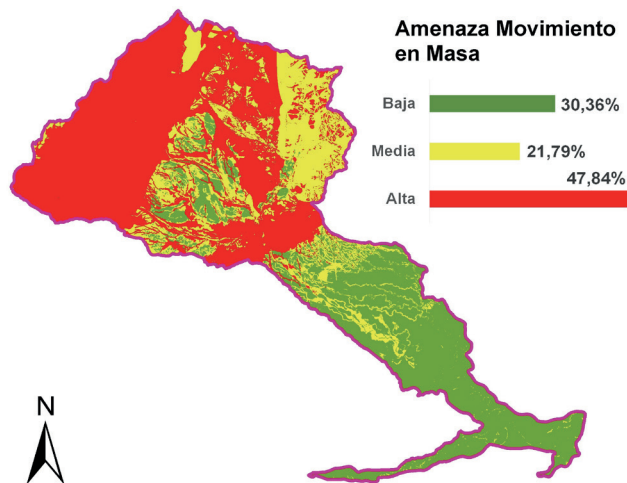 Amenaza Movimiento
en Masa
Baja 30,36%
Media 21,79%
47,84%
Alta
N